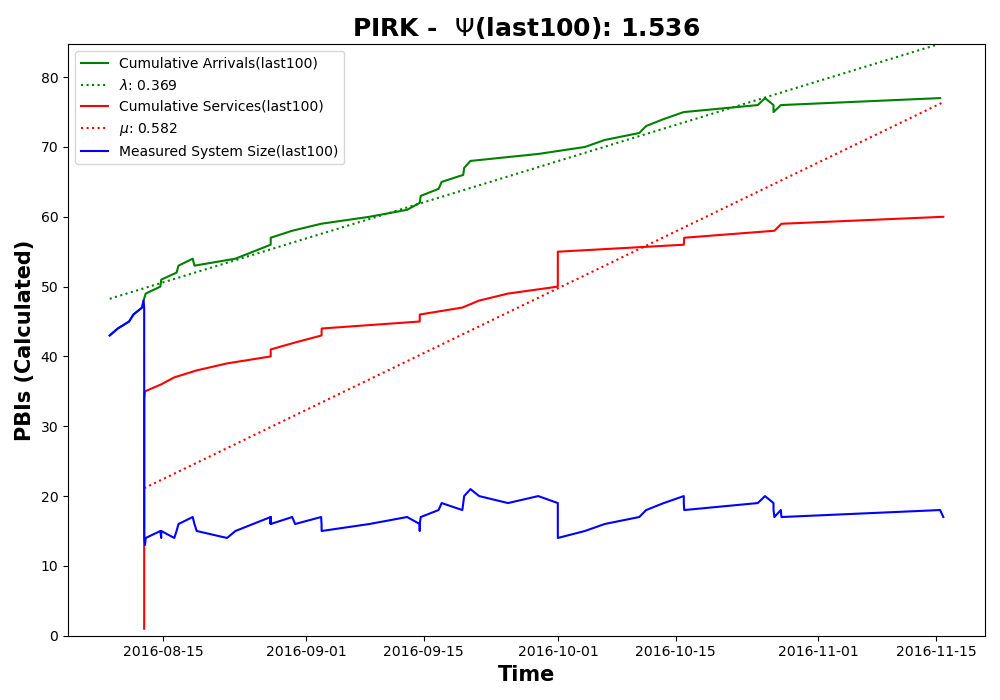 PIRK -  Ψ(last100): 1.536
Cumulative Arrivals(last100)
λ: 0.369
Cumulative Services(last100)
μ: 0.582
Measured System Size(last100)
PBIs (Calculated)
80
70
60
50
40
30
20
10
0
2016-08-15 2016-09-01 2016-09-15 2016-10-01 2016-10-15 2016-11-01 2016-11-15
Time